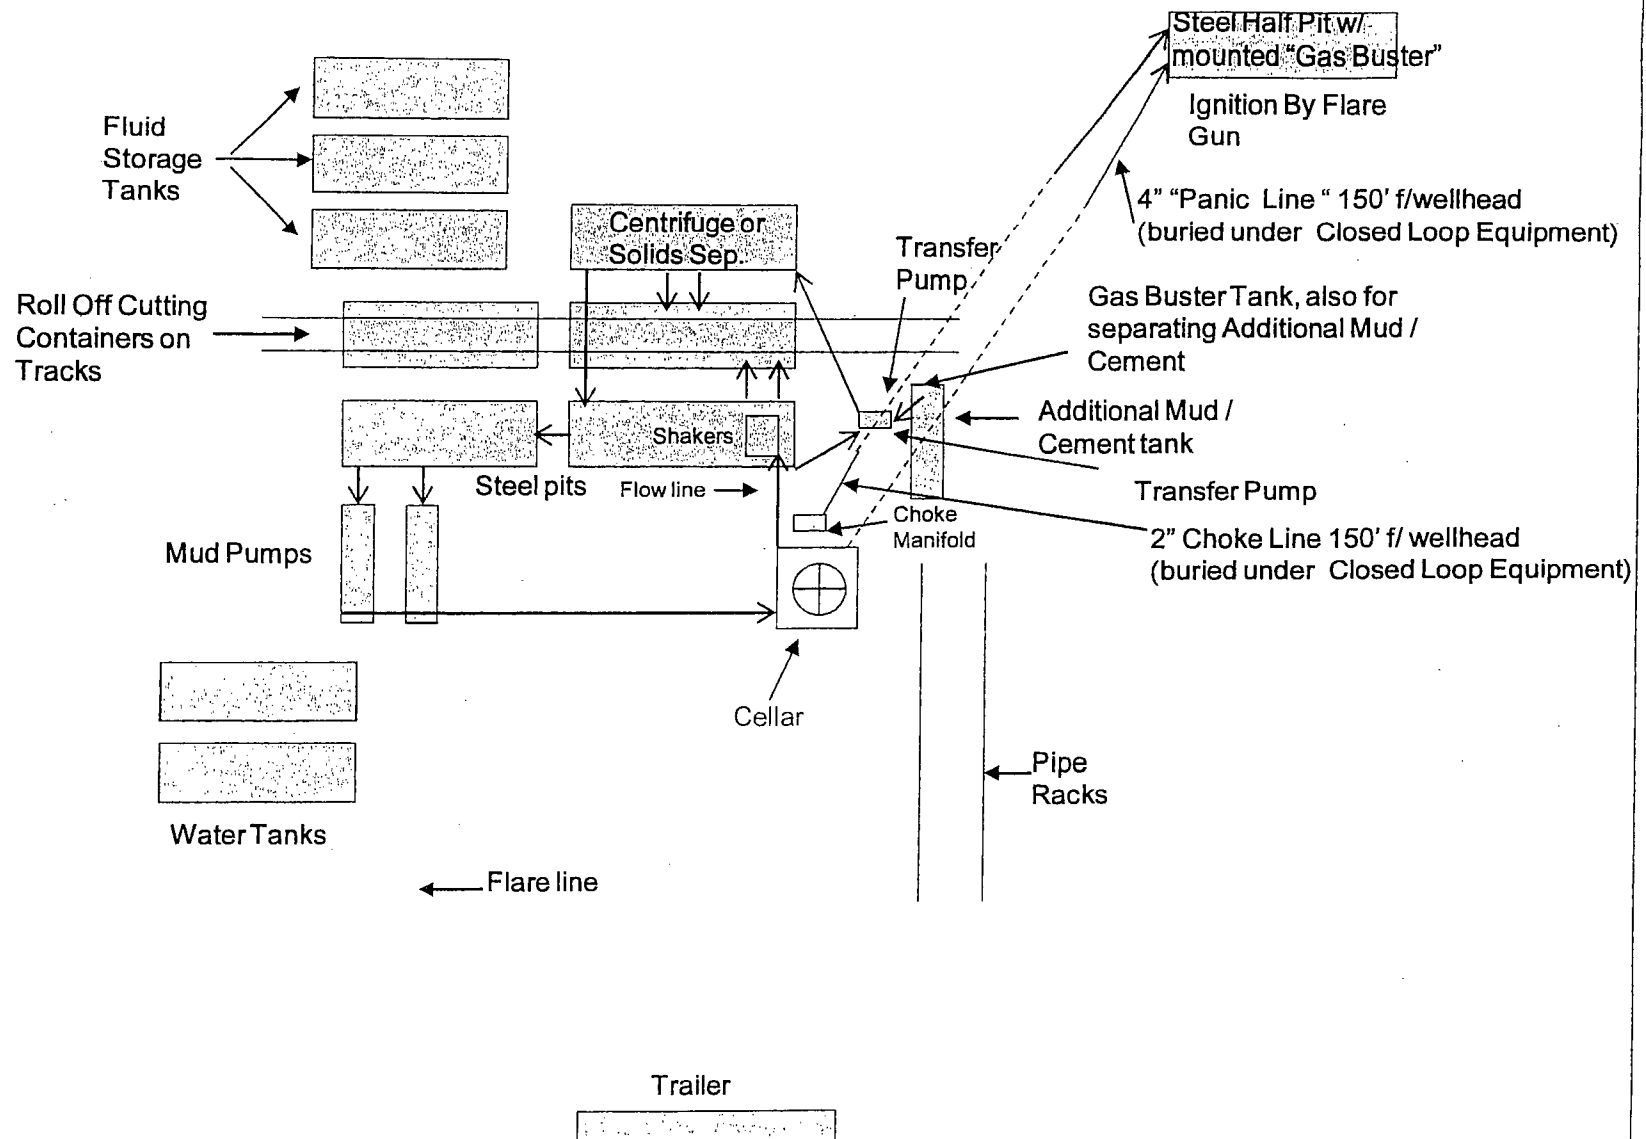 Steel Half Pit w/
mounted “Gas Buster”
Ignition By Flare
Gun
Fluid
Storage
Tanks
4” “Panic Line “ 150’ f/wellhead
(buried under Closed Loop Equipment)
Centrifuge or
Solids Sep.
Transfer
Pump
Gas Buster Tank, also for
separating Additional Mud /
Cement
Roll Off Cutting
Containers on
Tracks
Additional Mud /
Cement tank
Shakers
Steel pits
Flow line
Transfer Pump
Choke
Manifold
2” Choke Line 150’ f/ wellhead
(buried under Closed Loop Equipment)
Mud Pumps
Cellar
Pipe
Racks
Water Tanks
Flare line
Trailer